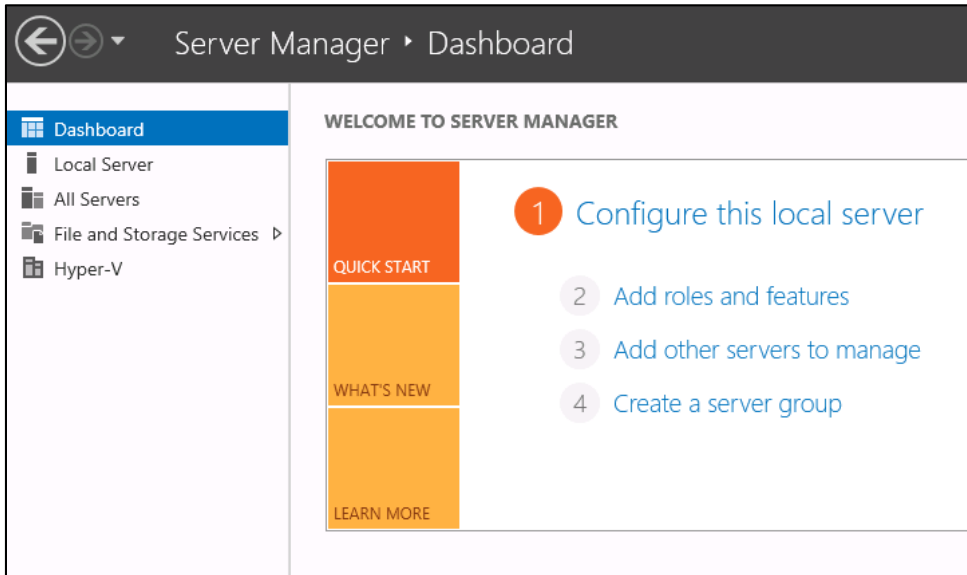 Server Manager ‣ Dashboard
Dashboard
Local Server
All Servers
File and Storage Services
Hyper-V
WELCOME TO SERVER MANAGER
QUICK START
WHAT'S NEW
LEARN MORE
1 Configure this local server
2 Add roles and features
3 Add other servers to manage
4 Create a server group